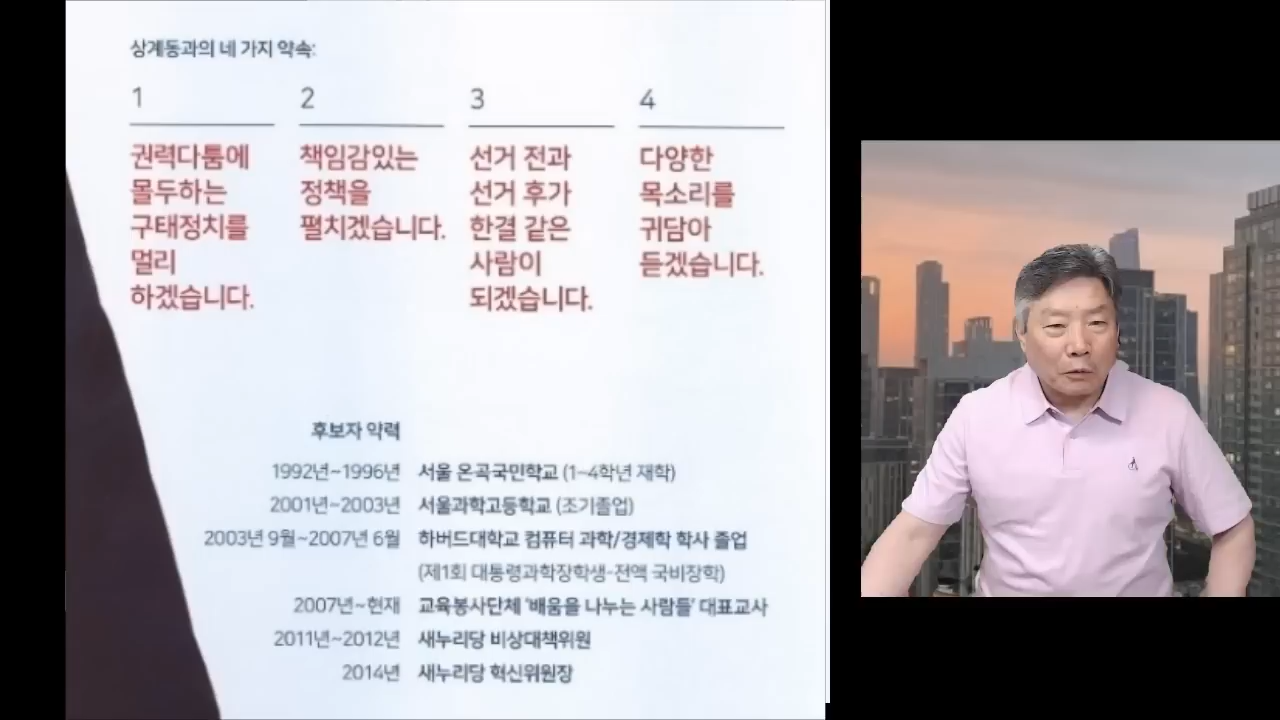 상계동과의 네 가지 약속:
1
권력다툼에
몰두하는
구태정치를
멀리
하겠습니다.
2
책임감있는
정책을
펼치겠습니다.
3
선거 전과
선거 후가
한결 같은
사람이
되겠습니다.
4
다양한
목소리를
귀담아
듣겠습니다.
후보자 약력
1992년~1996년 서울 온곡국민학교 (1~4학년 재학)
2001년~2003년 서울과학고등학교 (조기졸업)
2003년 9월~2007년 6월 하버드대학교 컴퓨터 과학/경제학 학사 졸업
(제1회 대통령과학장학생-전액 국비장학)
2007년~현재 교육봉사단체 '배움을 나누는 사람들' 대표교사
2011년~2012년 새누리당 비상대책위원
2014년 새누리당 혁신위원장